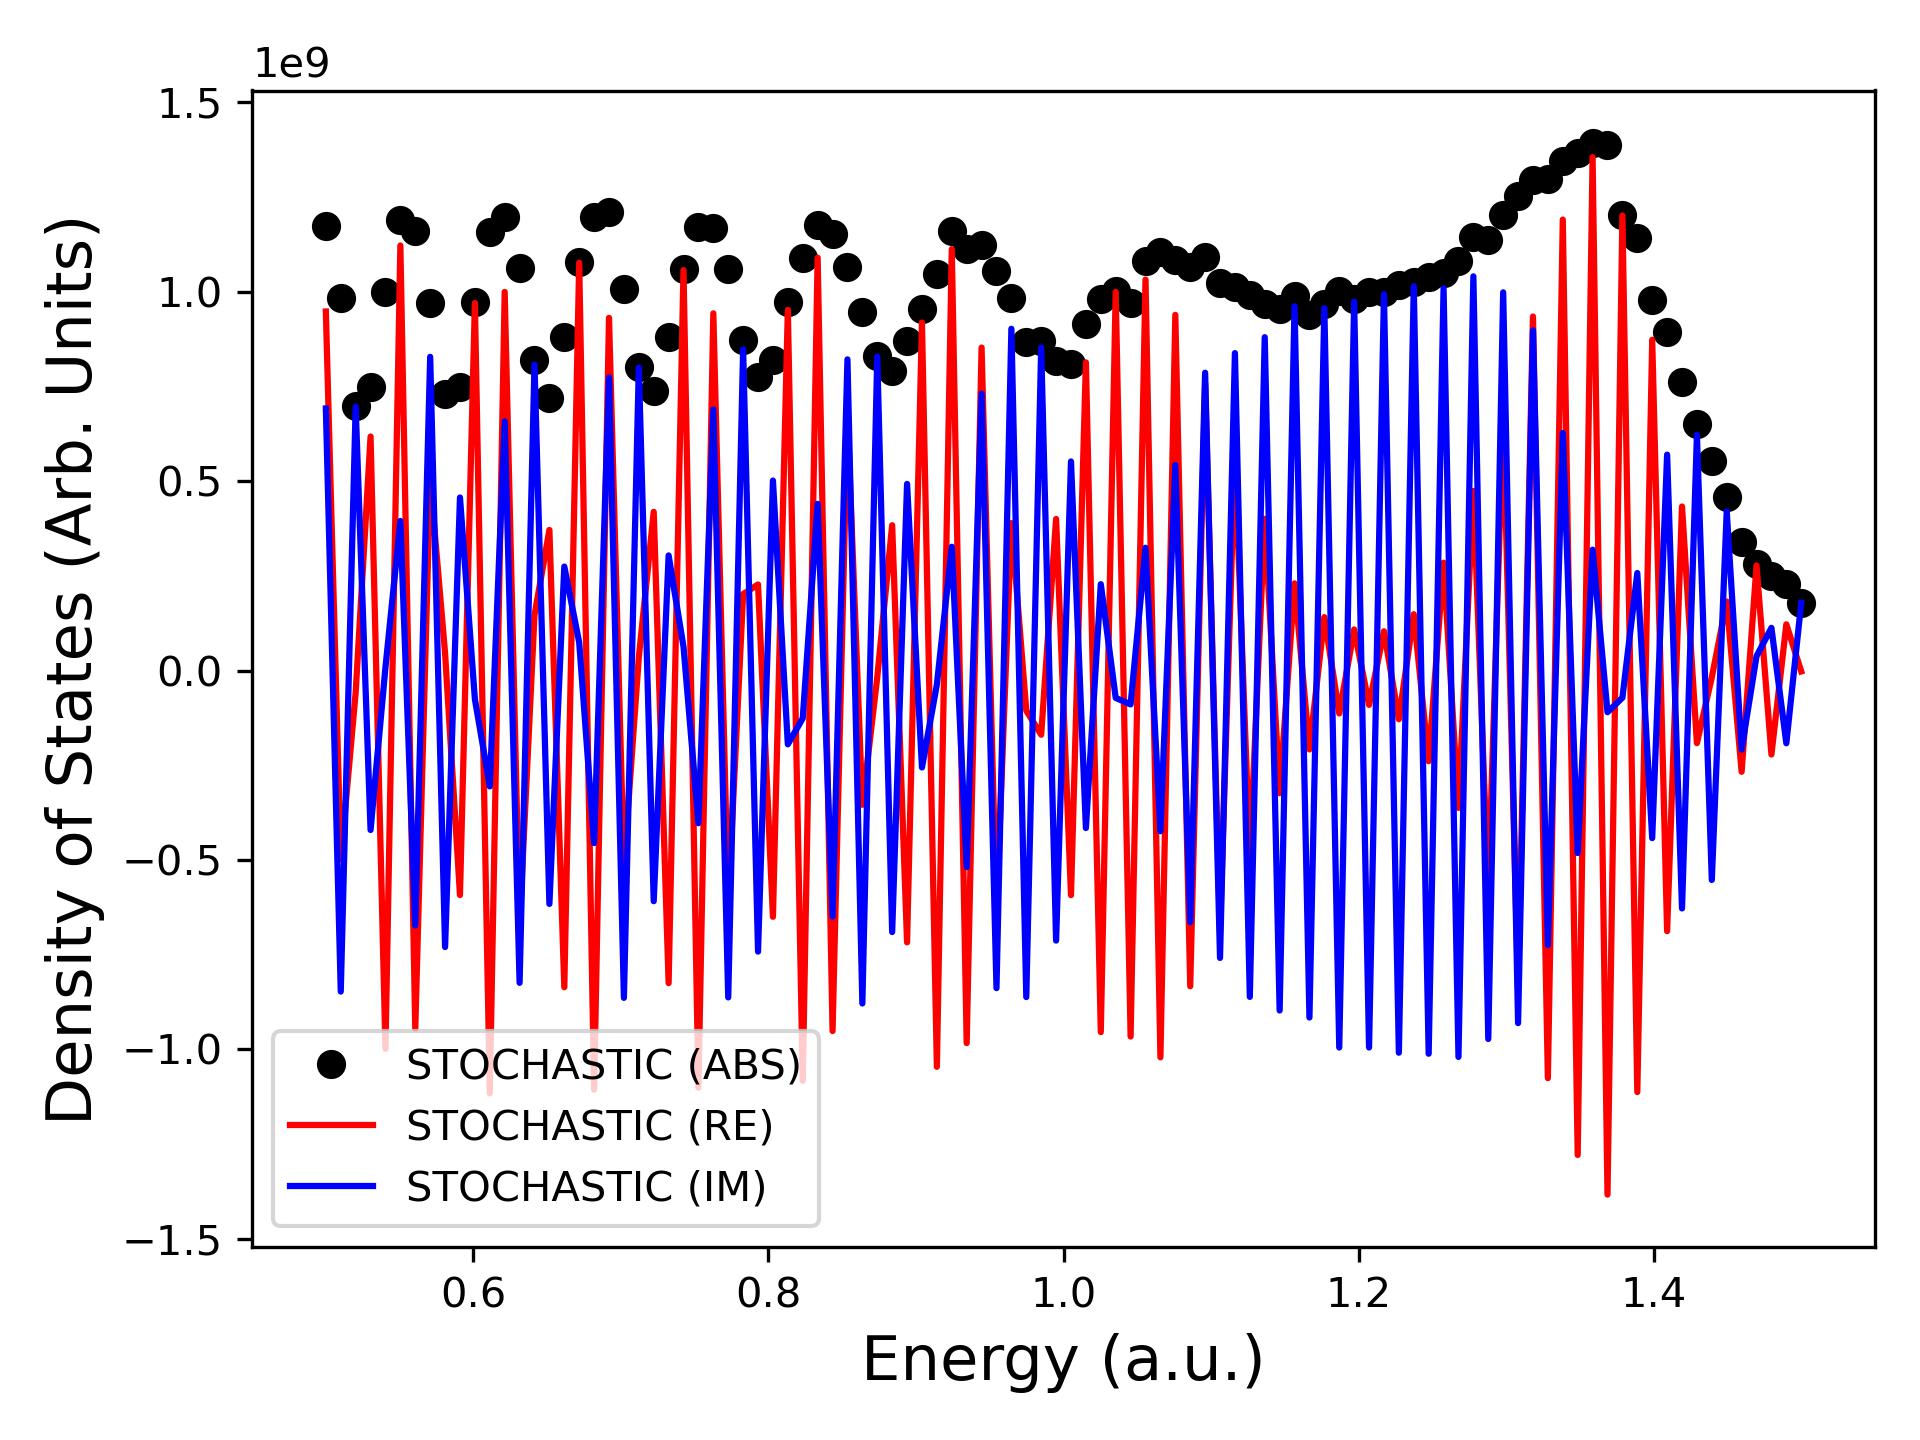 1e9
1.5
1.0
0.5
0.0
−0.5
−1.0
−1.5
Density of States (Arb. Units)
STOCHASTIC (ABS)
STOCHASTIC (RE)
STOCHASTIC (IM)
0.6 0.8 1.0 1.2 1.4
Energy (a.u.)